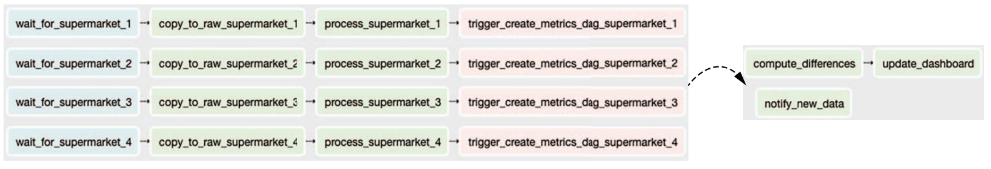 wait_for_supermarket_1 copy_to_raw_supermarket_1 process_supermarket_1 trigger_create_metrics_dag_supermarket_1
wait_for_supermarket_2 copy_to_raw_supermarket_2 process_supermarket_2 trigger_create_metrics_dag_supermarket_2
compute_differences update_dashboard
wait_for_supermarket_3 copy_to_raw_supermarket_3 process_supermarket_3 trigger_create_metrics_dag_supermarket_3
notify_new_data
wait_for_supermarket_4 copy_to_raw_supermarket_4 process_supermarket_4 trigger_create_metrics_dag_supermarket_4